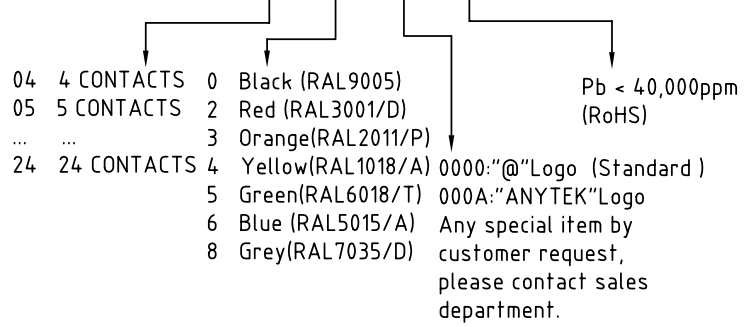 04 4 CONTACTS
05 5 CONTACTS
... ...
24 24 CONTACTS
0 Black (RAL9005)
2 Red (RAL3001/D)
3 Orange(RAL2011/P)
4 Yellow(RAL1018/A)
5 Green(RAL6018/T)
6 Blue (RAL5015/A)
8 Grey(RAL7035/D)
0000:"@"Logo (Standard )
000A:"ANYTEK"Logo
Any special item by
customer request,
please contact sales
department.
Pb < 40,000ppm
(RoHS)